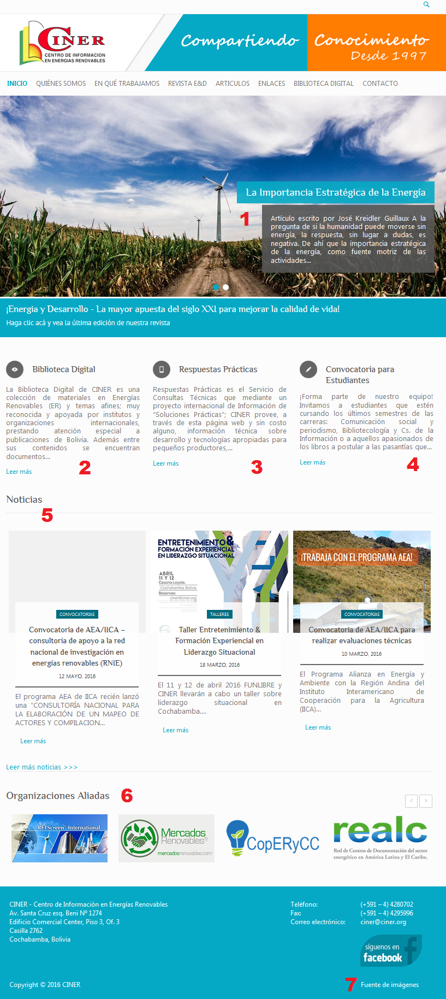 CINER
CENTRO DE INFORMACION
EN ENERGIAS RENOVABLES
Compartiendo
Conocimiento
Desde 1997
INICIO QUIÉNES SOMOS EN QUÉ TRABAJAMOS REVISTA E&D ARTICULOS ENLACES BIBLIOTECA DIGITAL CONTACTO
La Importancia Estratégica de la Energía
1
Artículo escrito por José Kreidler Guillaux A la
pregunta de si la humanidad puede moverse sin
energía, la respuesta, sin lugar a dudas, es
negativa. De ahí que la importancia estratégica
de la energía, como fuente motriz de las
actividades...
¡Energia y Desarrollo - La mayor apuesta del siglo XXI para mejorar la calidad de vida!
Haga clic acá y vea la última edición de nuestra revista
Biblioteca Digital
La Biblioteca Digital de CINER es una
colección de materiales en Energías
Renovables (ER) y temas afines; muy
reconocida y apoyada por institutos y
organizaciones internacionales,
prestando atención especial a
publicaciones de Bolivia. Además entre
sus contenidos se encuentran
documentos...
2
Leer más
Respuestas Prácticas
Respuestas Prácticas es el Servicio de
Consultas Técnicas que mediante un
proyecto internacional de Información de
“Soluciones Prácticas”; CINER provee, a
través de esta página web y sin costo
alguno, información técnica sobre
desarrollo y tecnologías apropiadas para
pequeños productores,...
Leer más
3
Convocatoria para
Estudiantes
¡Forma parte de nuestro equipo!
Invitamos a estudiantes que estén
cursando los últimos semestres de las
carreras: Comunicación social y
periodismo, Bibliotecología y Cs. de la
Información o a aquellos apasionados de
los libros a postular a las pasantías que...
Leer más
4
Noticias
5
CONVOCATORIAS
Convocatoria de AEA/IICA –
consultoría de apoyo a la red
nacional de investigación en
energías renovables (RNIE)
12 MAYO, 2016
El programa AEA de IICA recién lanzó
una "CONSULTORÍA NACIONAL PARA
LA ELABORACIÓN DE UN MAPEO DE
ACTORES Y COMPILACION...
Leer más
ENTRETENIMIENTO &
FORMACIÓN EXPERIENCIAL
EN LIDERAZGO SITUACIONAL
ABRIL
11 Y 12
Casona Loyola.
Cochabamba, Bolivia.
Reservas:
ciner@ciner.org.
TALLERES
Taller Entretenimiento &
Formación Experiencial en
Liderazgo Situacional
18 MARZO, 2016
El 11 y 12 de abril 2016 FUNLIBRE y
CINER llevarán a cabo un taller sobre
liderazgo situacional en
Cochabamba....
Leer más
¡TRABAJA CON EL PROGRAMA AEA!
CONVOCATORIAS
Convocatoria de AEA/IICA para
realizar evaluaciones técnicas
10 MARZO, 2016
El Programa Alianza en Energía y
Ambiente con la Región Andina del
Instituto Interamericano de
Cooperación para la Agricultura
(IICA)...
Leer más
Leer más noticias >>>
Organizaciones Aliadas
6
RETScreen® International
Mercados
Renovables®
mercadosrenovables.com
CopERyCC
realc
Red de Centros de Documentación del sector
energético en América Latina y El Caribe.
CINER - Centro de Información en Energías Renovables
Av. Santa Cruz esq. Beni Nº 1274
Edificio Comercial Center, Piso 3, Of. 3
Casilla 2762
Cochabamba, Bolivia
Teléfono: (+591 – 4) 4280702
Fax: (+591 – 4) 4295996
Correo electrónico: ciner@ciner.org
síguenos en
facebook
Copyright © 2016 CINER
7
Fuente de imágenes